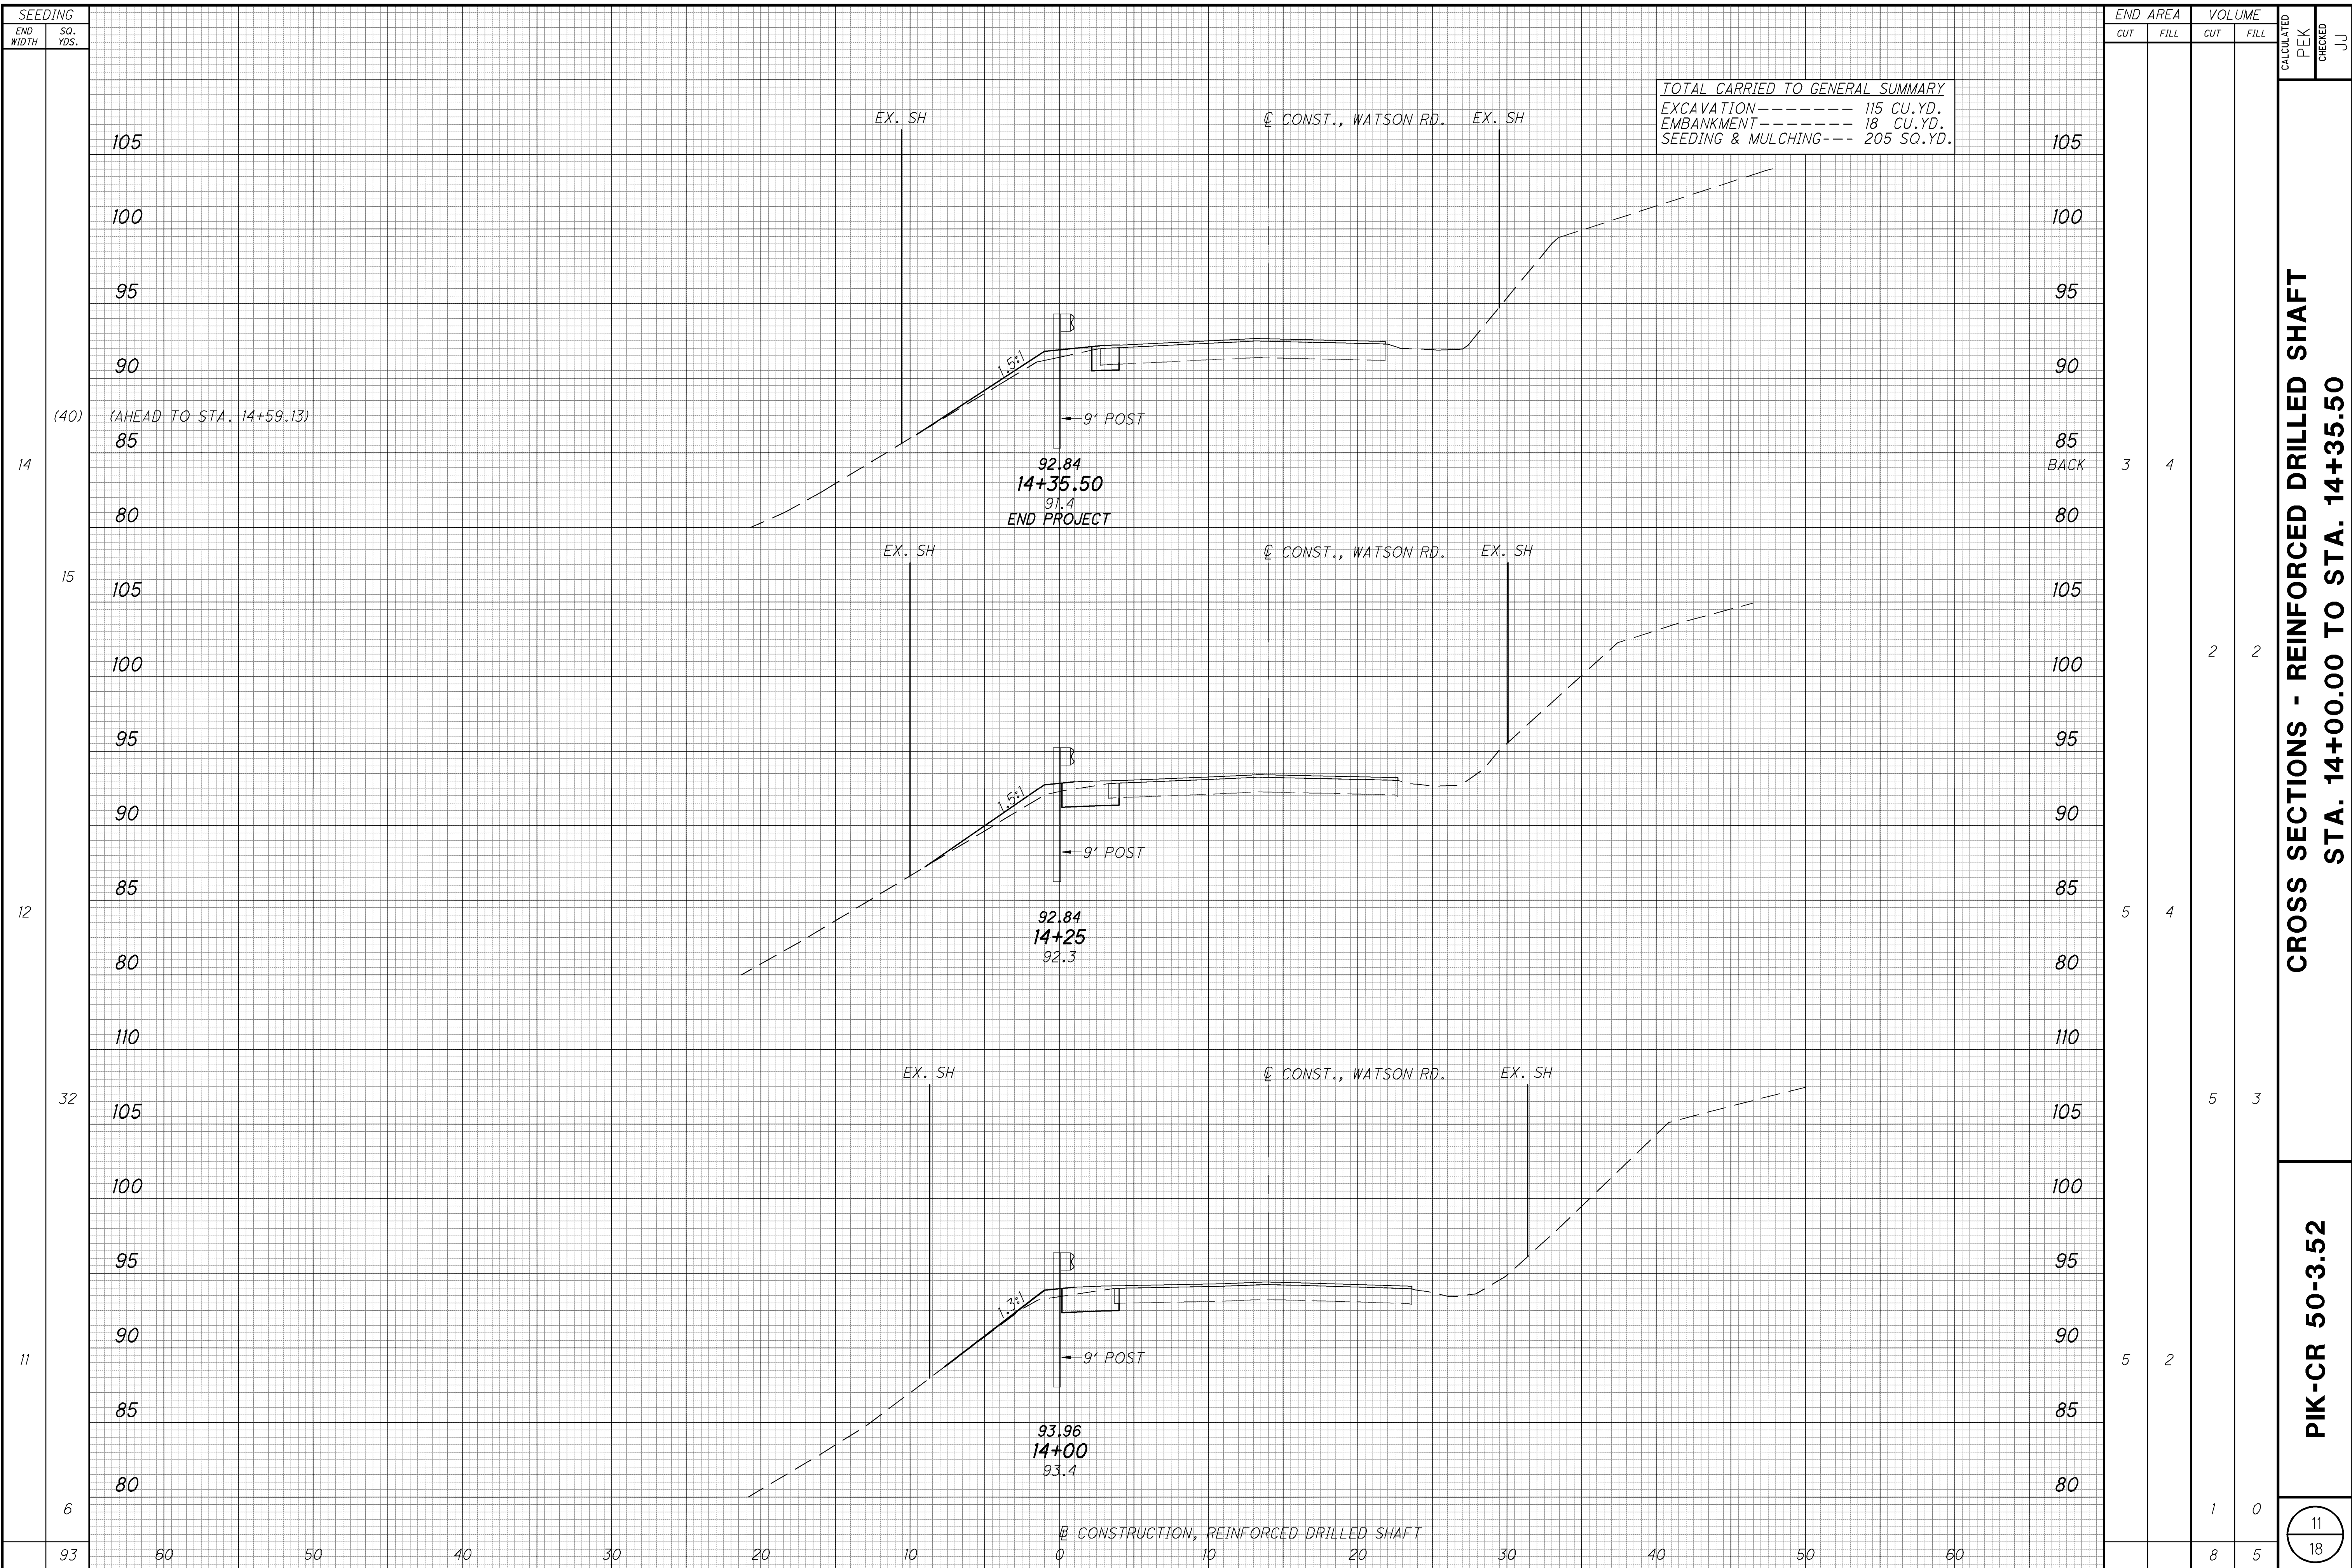 SEEDING
END WIDTH
SQ. YDS.
END AREA
VOLUME
CUT
FILL
CUT
FILL
CALCULATED
PEK
CHECKED
JJ
TOTAL CARRIED TO GENERAL SUMMARY
EXCAVATION------- 115 CU.YD.
EMBANKMENT------- 18 CU.YD.
SEEDING & MULCHING--- 205 SQ.YD.
EX. SH
℄ CONST., WATSON RD.
EX. SH
105 105
100 100
95 95
90 90
1.5:1
(40) (AHEAD TO STA. 14+59.13)
9' POST
85 85
14 92.84 BACK 3 4
14+35.50
91.4
80 END PROJECT 80
EX. SH
℄ CONST., WATSON RD.
EX. SH
15
105 105
100 100
2 2
95 95
90 90
1.5:1
9' POST
85 85
12 92.84 5 4
14+25
92.3
80 80
110 110
EX. SH
℄ CONST., WATSON RD.
EX. SH
32 5 3
105 105
100 100
95 95
1.3:1
90 90
11 9' POST 5 2
85 85
93.96
14+00
93.4
80 80
6 1 0
B CONSTRUCTION, REINFORCED DRILLED SHAFT
93 60 50 40 30 20 10 0 10 20 30 40 50 60 8 5
CROSS SECTIONS - REINFORCED DRILLED SHAFT
STA. 14+00.00 TO STA. 14+35.50
PIK-CR 50-3.52
11
18